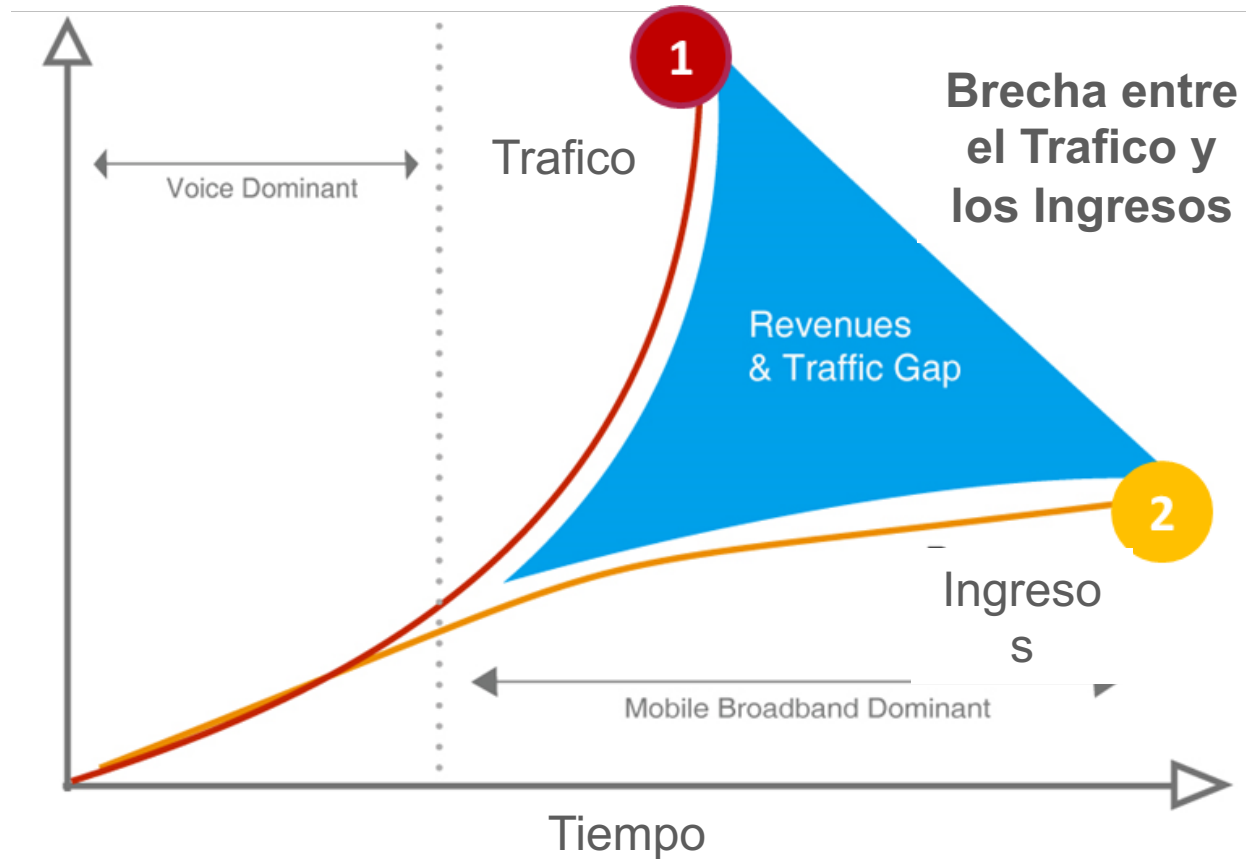 1
Brecha entre
el Trafico y
los Ingresos
Trafico
Voice Dominant
Revenues
& Traffic Gap
2
Ingreso
s
Mobile Broadband Dominant
Tiempo